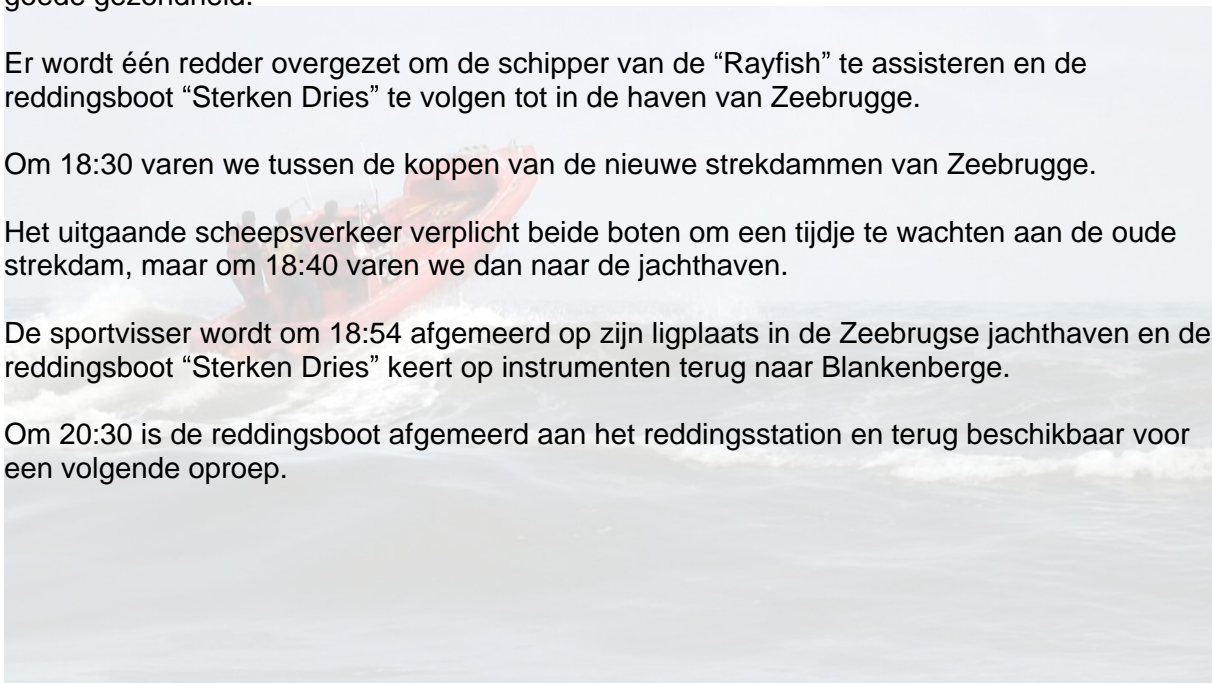 goede gezondheid.
Er wordt één redder overgezet om de schipper van de “Rayfish” te assisteren en de
reddingsboot “Sterken Dries” te volgen tot in de haven van Zeebrugge.
Om 18:30 varen we tussen de koppen van de nieuwe strekdammen van Zeebrugge.
Het uitgaande scheepsverkeer verplicht beide boten om een tijdje te wachten aan de oude
strekdam, maar om 18:40 varen we dan naar de jachthaven.
De sportvisser wordt om 18:54 afgemeerd op zijn ligplaats in de Zeebrugse jachthaven en de
reddingsboot “Sterken Dries” keert op instrumenten terug naar Blankenberge.
Om 20:30 is de reddingsboot afgemeerd aan het reddingsstation en terug beschikbaar voor
een volgende oproep.